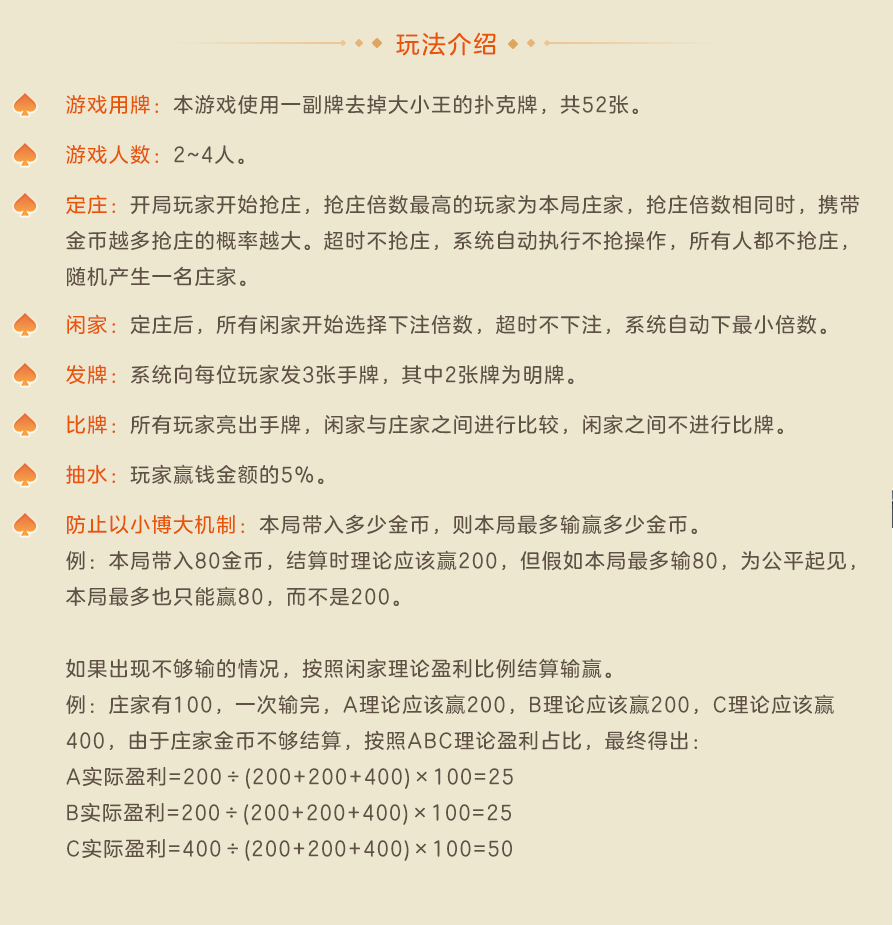 玩法介绍
游戏用牌：本游戏使用一副牌去掉大小王的扑克牌，共52张。
游戏人数：2~4人。
定庄：开局玩家开始抢庄，抢庄倍数最高的玩家为本局庄家，抢庄倍数相同时，携带
金币越多抢庄的概率越大。超时不抢庄，系统自动执行不抢操作，所有人都不抢庄，
随机产生一名庄家。
闲家：定庄后，所有闲家开始选择下注倍数，超时不下注，系统自动下最小倍数。
发牌：系统向每位玩家发3张手牌，其中2张牌为明牌。
比牌：所有玩家亮出手牌，闲家与庄家之间进行比较，闲家之间不进行比牌。
抽水：玩家赢钱金额的5%。
防止以小博大机制：本局带入多少金币，则本局最多输赢多少金币。
例：本局带入80金币，结算时理论应该赢200，但假如本局最多输80，为公平起见，
本局最多也只能赢80，而不是200。
如果出现不够输的情况，按照闲家理论盈利比例结算输赢。
例：庄家有100，一次输完，A理论应该赢200，B理论应该赢200，C理论应该赢
400，由于庄家金币不够结算，按照ABC理论盈利占比，最终得出：
A实际盈利=200÷(200+200+400)×100=25
B实际盈利=200÷(200+200+400)×100=25
C实际盈利=400÷(200+200+400)×100=50